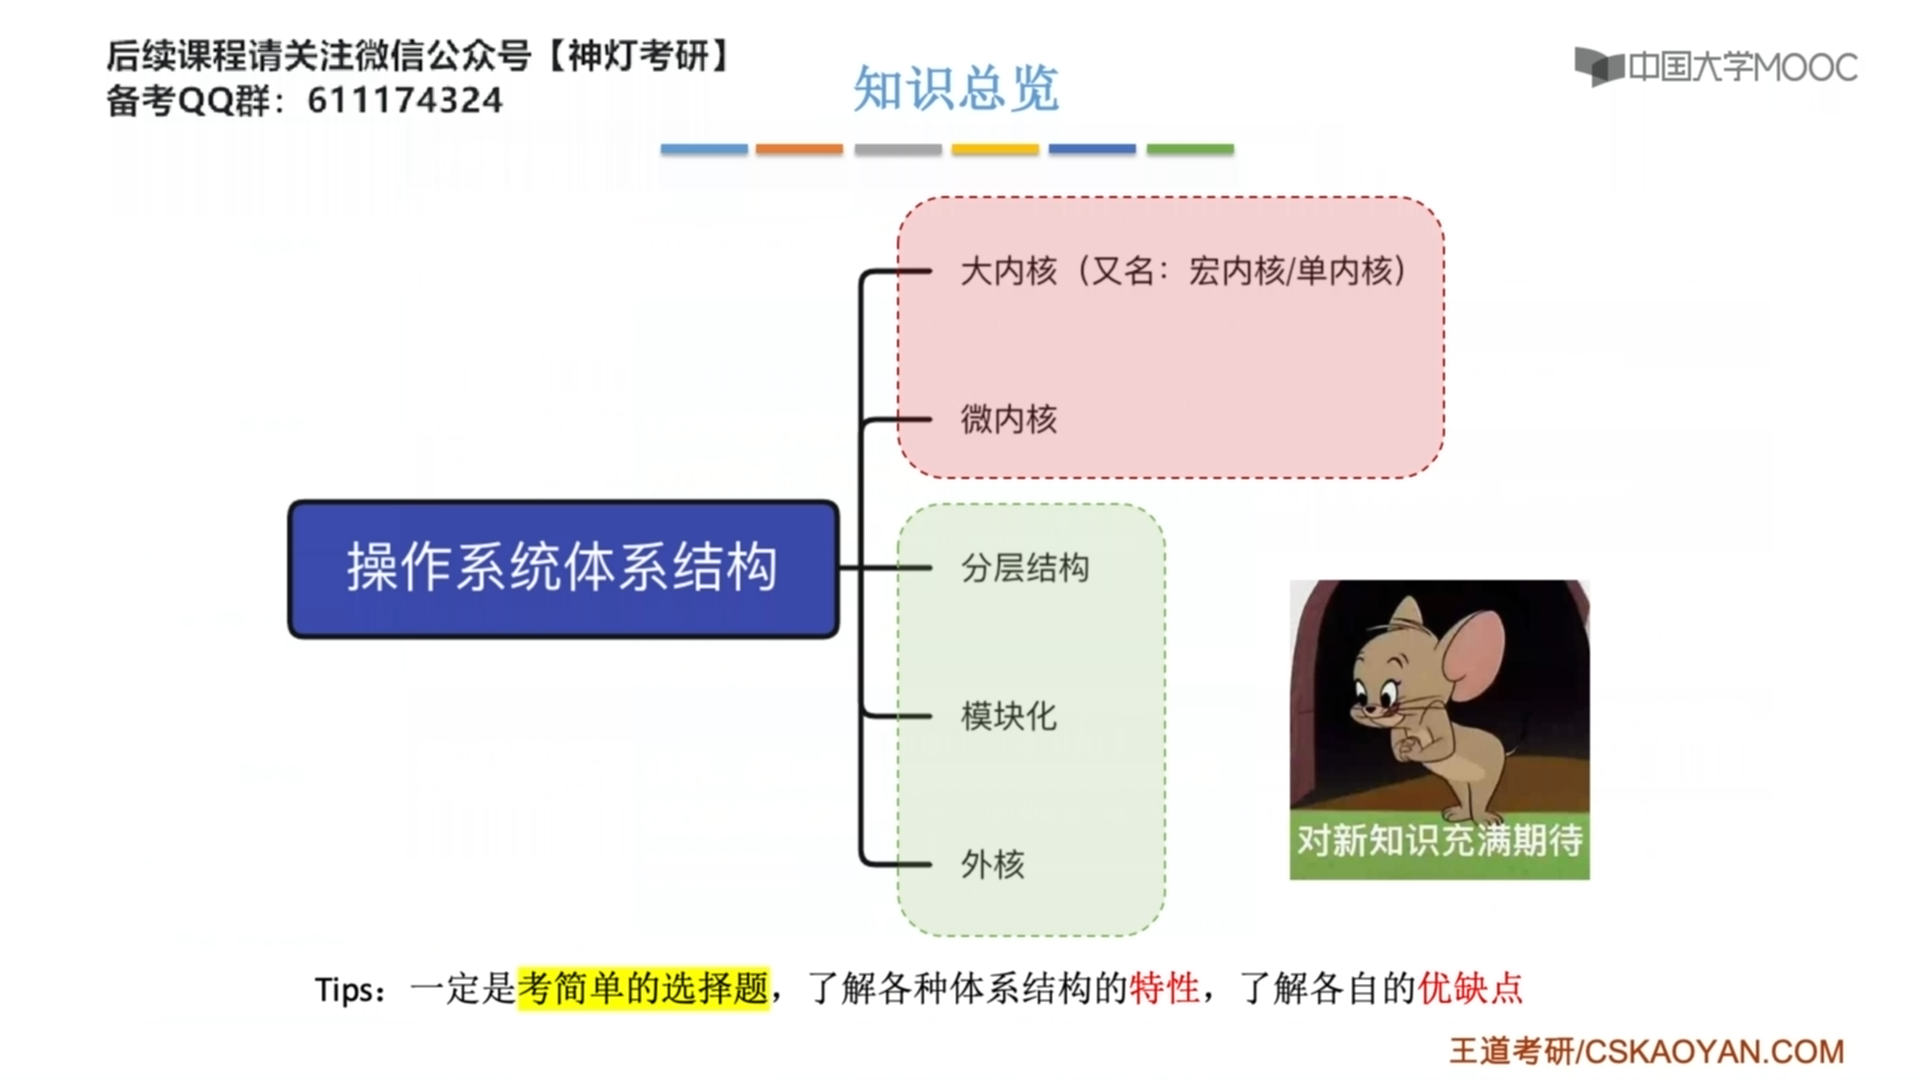 后续课程请关注微信公众号【神灯考研】
备考QQ群：611174324
中国大学MOOC
知识总览
大内核（又名：宏内核/单内核）
微内核
操作系统体系结构
分层结构
模块化
外核
对新知识充满期待
Tips：一定是考简单的选择题，了解各种体系结构的特性，了解各自的优缺点
王道考研/CSKAOYAN.COM